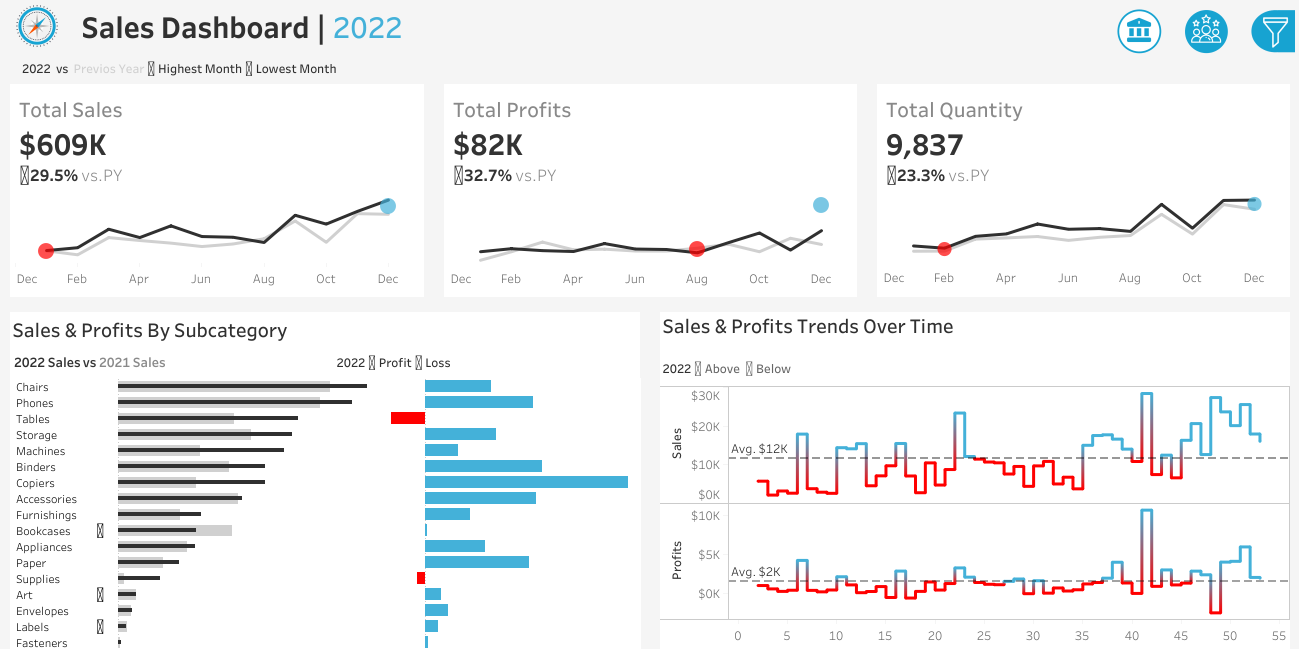 Sales Dashboard | 2022
2022 vs Previos Year Highest Month Lowest Month
Total Sales
$609K
29.5% vs.PY
Dec Feb Apr Jun Aug Oct Dec
Total Profits
$82K
32.7% vs.PY
Dec Feb Apr Jun Aug Oct Dec
Total Quantity
9,837
23.3% vs.PY
Dec Feb Apr Jun Aug Oct Dec
Sales & Profits By Subcategory
2022 Sales vs 2021 Sales
2022 Profit Loss
Chairs
Phones
Tables
Storage
Machines
Binders
Copiers
Accessories
Furnishings
Bookcases
Appliances
Paper
Supplies
Art
Envelopes
Labels
Fasteners
Sales & Profits Trends Over Time
2022 Above Below
Sales
$30K
$20K
Avg. $12K
$10K
$0K
Profits
$10K
$5K
Avg. $2K
$0K
0 5 10 15 20 25 30 35 40 45 50 55